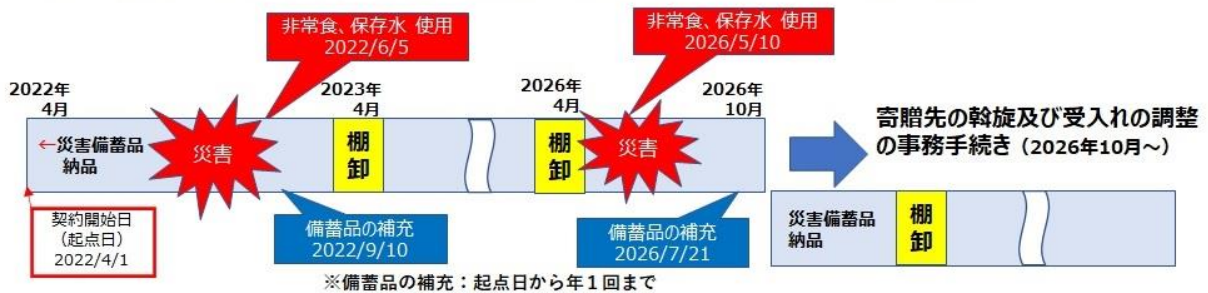 非常食、保存水 使用
2022/6/5
非常食、保存水 使用
2026/5/10
2022年
4月
2023年
4月
2026年
4月
2026年
10月
←災害備蓄品
納品
災害
棚
卸
棚
卸
災害
寄贈先の斡旋及び受入れの調整
の事務手続き（2026年10月～）
契約開始日
（起点日）
2022/4/1
備蓄品の補充
2022/9/10
備蓄品の補充
2026/7/21
災害備蓄品
納品
棚
卸
※備蓄品の補充：起点日から年１回まで